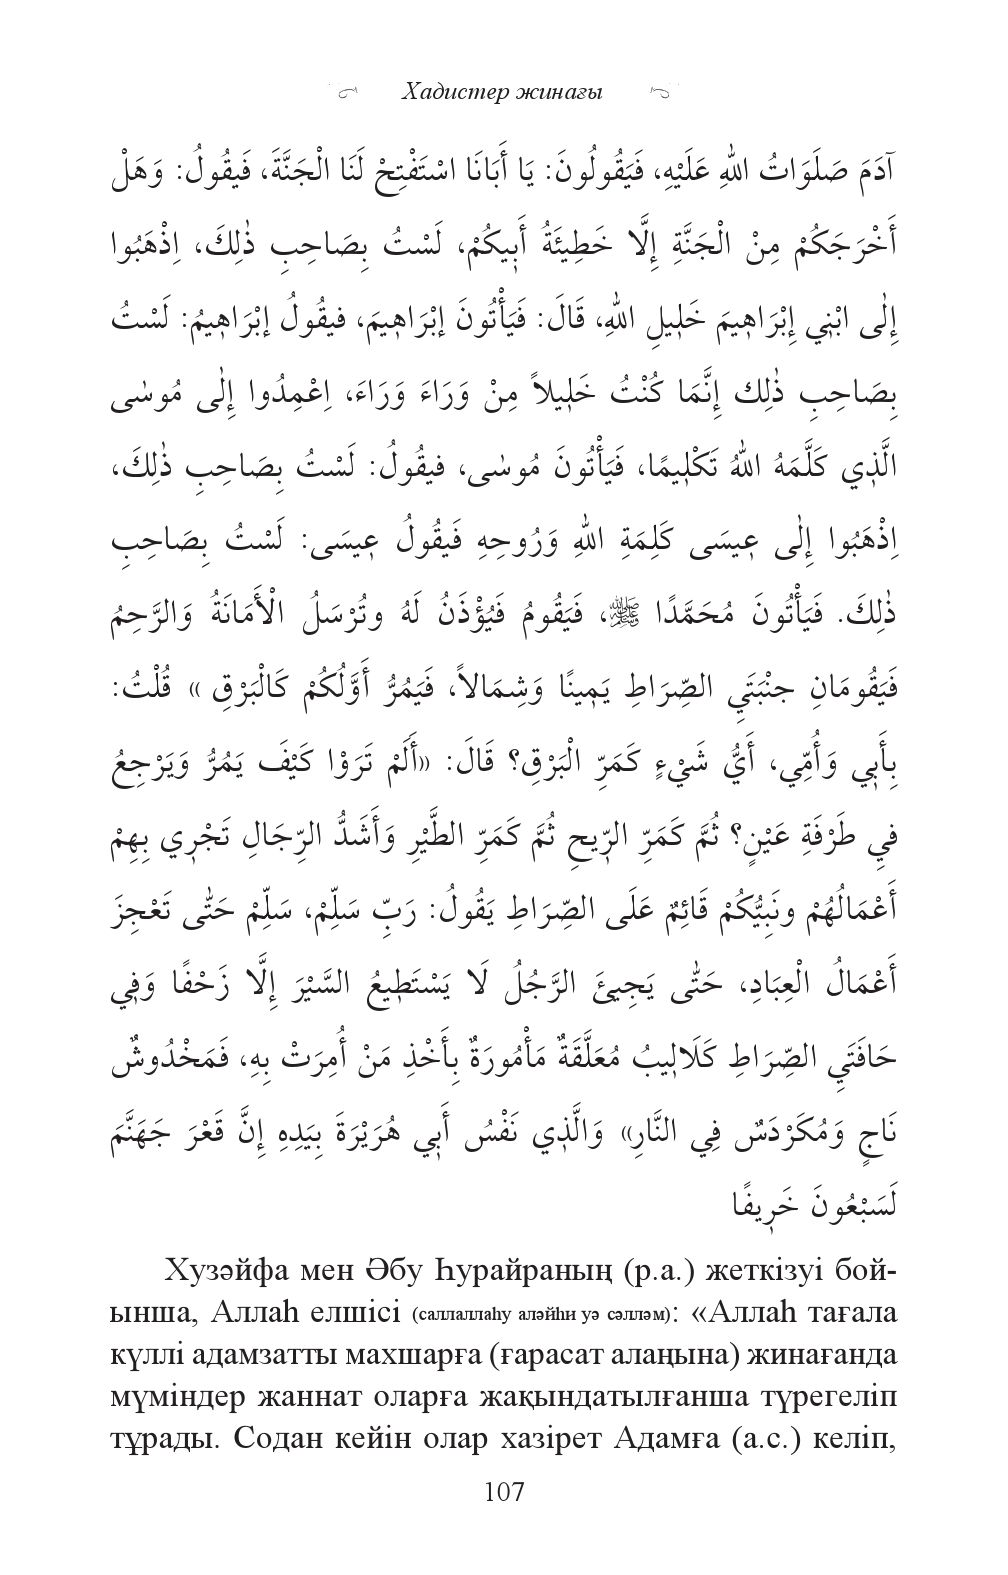 Хадистер жинағы
آدَمَ صَلَوَاتُ اللهِ عَلَيْهِ، فَيَقُولُونَ: يَا أَبَانَا اسْتَفْتِحْ لَنَا الْجَنَّةَ، فَيقُولُ: وَهَلْ
أَخْرَجَكُمْ مِنْ الْجَنَّةِ إِلَّا خَطِيئَةُ أَبِيكُمْ، لَسْتُ بِصَاحِبِ ذٰلِكَ، اِذْهَبُوا
إِلٰى ابْنِي إِبْرَاهِيمَ خَلِيلِ اللهِ، قَالَ: فَيَأْتُونَ إبْرَاهِيمَ، فيقُولُ إبْرَاهِيمُ: لَسْتُ
بِصَاحِبِ ذٰلِك إِنَّمَا كُنْتُ خَلِيلاً مِنْ وَرَاءَ وَرَاءَ، اِعْمِدُوا إِلٰى مُوسٰى
الَّذِي كَلَّمَهُ اللهُ تَكْلِيمًا، فَيَأْتُونَ مُوسٰى، فيقُولُ: لَسْتُ بِصَاحِبِ ذٰلِكَ،
اِذْهَبُوا إِلٰى عِيسَى كَلِمَةِ اللهِ وَرُوحِهِ فَيقُولُ عِيسَى: لَسْتُ بِصَاحِبِ
ذٰلِكَ. فَيَأْتُونَ مُحَمَّدًا ﷺ، فَيَقُومُ فَيُؤْذَنُ لَهُ وتُرْسَلُ الْأَمَانَةُ وَالرَّحِمُ
فَيَقُومَانِ جنْبَتَيِ الصِّرَاطِ يَمِينًا وَشِمَالاً، فَيَمُرُّ أَوَّلُكُمْ كَالْبَرْقِ » قُلْتُ:
بِأَبِي وَأُمِّي، أَيُّ شَيْءٍ كَمَرِّ الْبَرْقِ؟ قَالَ: «أَلَمْ تَرَوْا كَيْفَ يَمُرُّ وَيَرْجِعُ
فيِ طَرْفَةِ عَيْنٍ؟ ثُمَّ كَمَرِّ الرِّيحِ ثُمَّ كَمَرِّ الطَّيْرِ وَأَشَدُّ الرِّجَالِ تَجْرِي بِهِمْ
أَعْمَالُهُمْ ونَبِيُّكُمْ قَائِمٌ عَلَى الصِّرَاطِ يَقُولُ: رَبِّ سَلِّمْ، سَلِّمْ حَتّٰى تَعْجِزَ
أَعْمَالُ الْعِبَادِ، حَتّٰى يَجِيئَ الرَّجُلُ لَا يَسْتَطِيعُ السَّيْرَ إِلَّا زَحْفًا وَفِي
حَافَتَيِ الصِّرَاطِ كَلَالِيبُ مُعَلَّقَةٌ مَأْمُورَةٌ بِأَخْذِ مَنْ أُمِرَتْ بِهِ، فَمَخْدُوشٌ
نَاجٍ وَمُكَرْدَسٌ فِي النَّارِ» وَالَّذِي نَفْسُ أَبِي هُرَيْرَةَ بِيَدِهِ إِنَّ قَعْرَ جَهَنَّمَ
لَسَبْعُونَ خَرِيفًا
Хузәйфа мен Әбу Һурайраның (р.а.) жеткізуі бой-
ынша, Аллаһ елшісі (саллаллаһу аләйһи уә сәлләм): «Аллаһ тағала
күллі адамзатты махшарға (ғарасат алаңына) жинағанда
мүміндер жаннат оларға жақындатылғанша түрегеліп
тұрады. Содан кейін олар хазірет Адамға (а.с.) келіп,
107